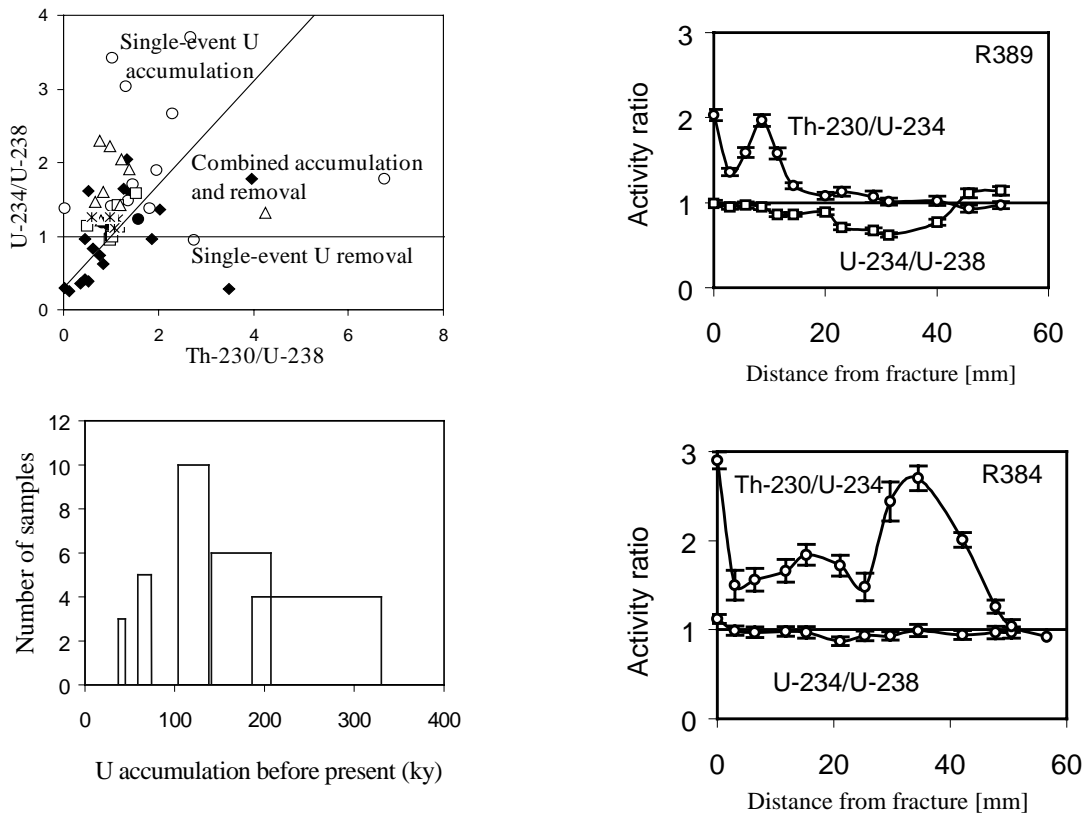 4
3
2
1
0
U-234/U-238
Single-event U
accumulation
Combined accumulation
and removal
Single-event U removal
0
2
4
6
8
Th-230/U-238
3
2
1
0
Activity ratio
R389
Th-230/U-234
U-234/U-238
0
20
40
60
Distance from fracture [mm]
12
10
8
6
4
2
0
Number of samples
0
100
200
300
400
U accumulation before present (ky)
3
2
1
0
Activity ratio
R384
Th-230/U-234
U-234/U-238
0
20
40
60
Distance from fracture [mm]